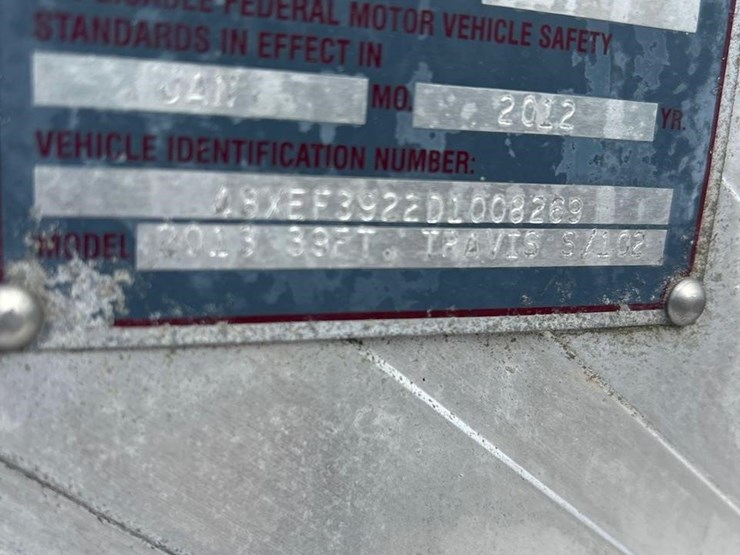 FEDERAL MOTOR VEHICLE SAFETY
STANDARDS IN EFFECT IN
JAN MO. 2012 YR.
VEHICLE IDENTIFICATION NUMBER:
48XEF3922D1008289
MODEL 2013 39FT. TRAVIS S/102